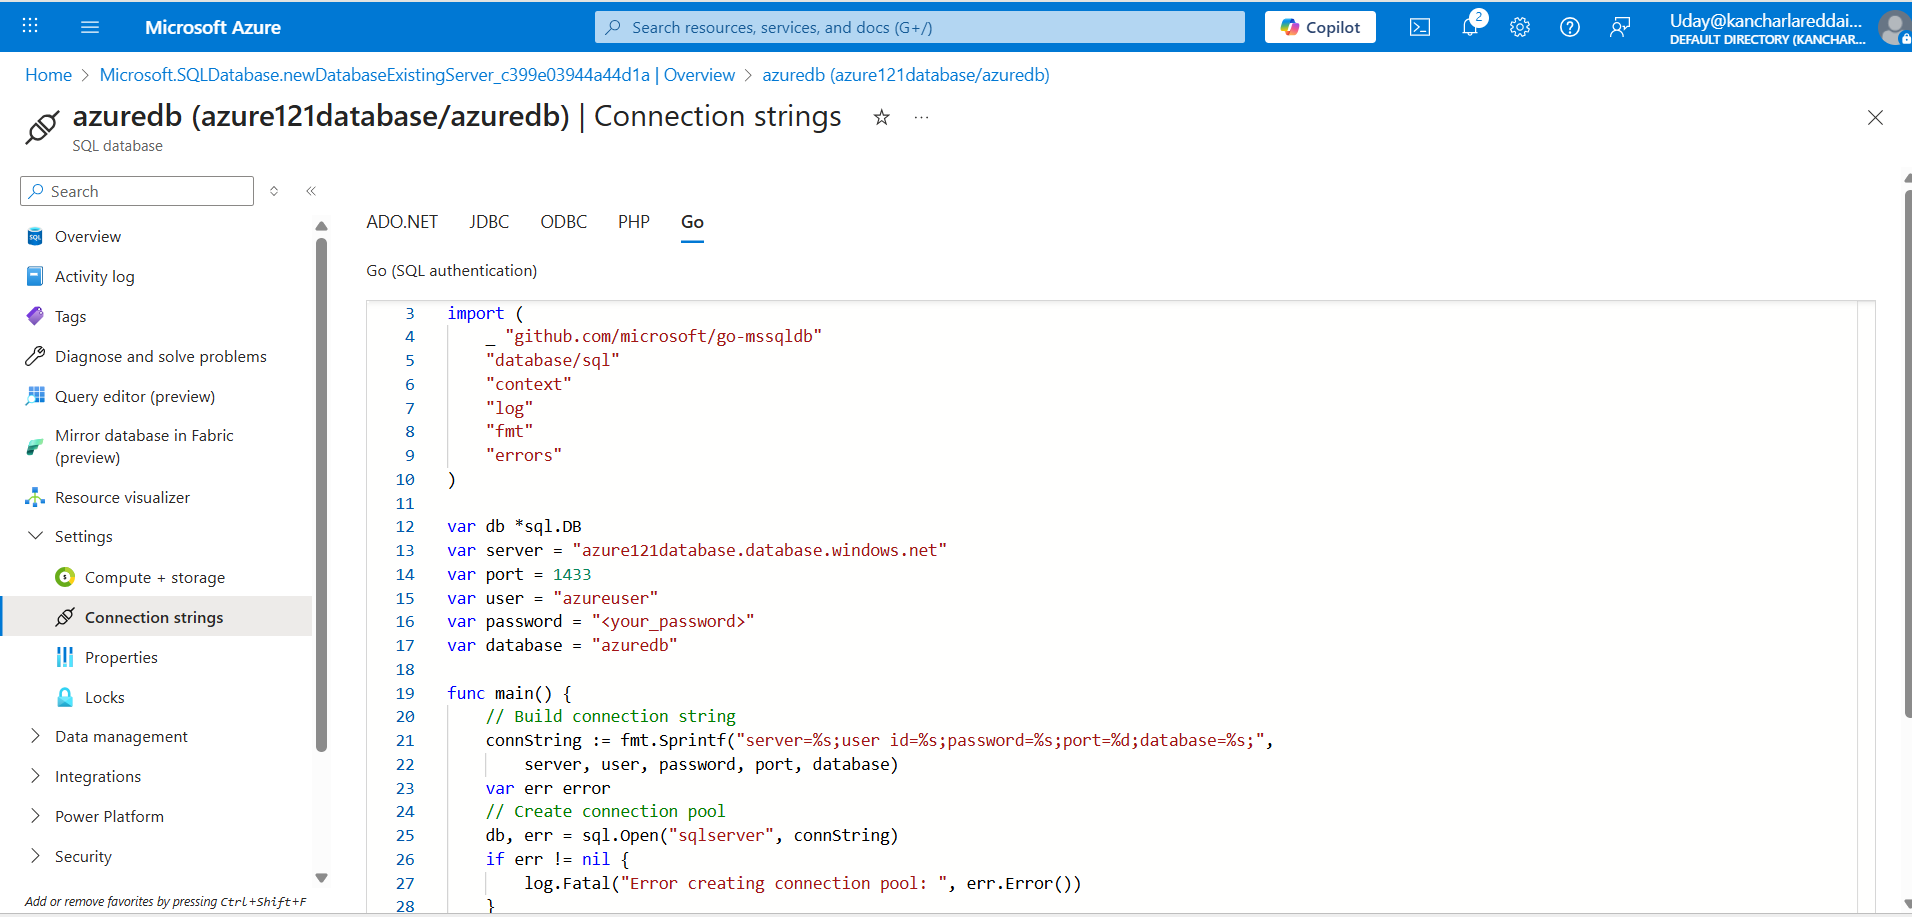 Microsoft Azure
Search resources, services, and docs (G+/)
Copilot
2
Uday@kancharlareddai...
DEFAULT DIRECTORY (KANCHAR...
Home > Microsoft.SQLDatabase.newDatabaseExistingServer_c399e03944a44d1a | Overview > azuredb (azure121database/azuredb)
azuredb (azure121database/azuredb) | Connection strings
SQL database
Search
Overview
Activity log
Tags
Diagnose and solve problems
Query editor (preview)
Mirror database in Fabric
(preview)
Resource visualizer
Settings
Compute + storage
Connection strings
Properties
Locks
Data management
Integrations
Power Platform
Security
Add or remove favorites by pressing Ctrl+Shift+F
ADO.NET JDBC ODBC PHP Go
Go (SQL authentication)
3 import (
4 _ "github.com/microsoft/go-mssqldb"
5 "database/sql"
6 "context"
7 "log"
8 "fmt"
9 "errors"
10 )
11
12 var db *sql.DB
13 var server = "azure121database.database.windows.net"
14 var port = 1433
15 var user = "azureuser"
16 var password = "<your_password>"
17 var database = "azuredb"
18
19 func main() {
20 // Build connection string
21 connString := fmt.Sprintf("server=%s;user id=%s;password=%s;port=%d;database=%s;",
22 server, user, password, port, database)
23 var err error
24 // Create connection pool
25 db, err = sql.Open("sqlserver", connString)
26 if err != nil {
27 log.Fatal("Error creating connection pool: ", err.Error())
28 }